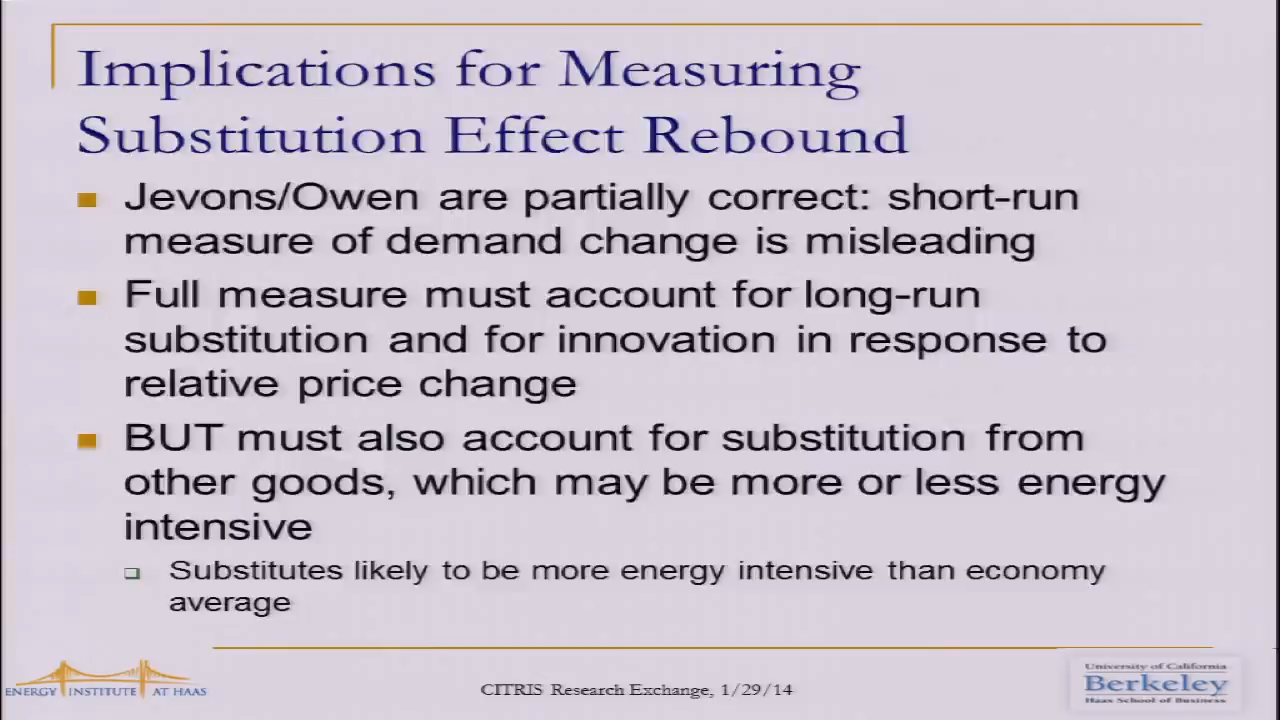 Implications for Measuring
Substitution Effect Rebound
Jevons/Owen are partially correct: short-run
measure of demand change is misleading
Full measure must account for long-run
substitution and for innovation in response to
relative price change
BUT must also account for substitution from
other goods, which may be more or less energy
intensive
Substitutes likely to be more energy intensive than economy
average
ENERGY INSTITUTE AT HAAS
CITRIS Research Exchange, 1/29/14
University of California
Berkeley
Haas School of Business